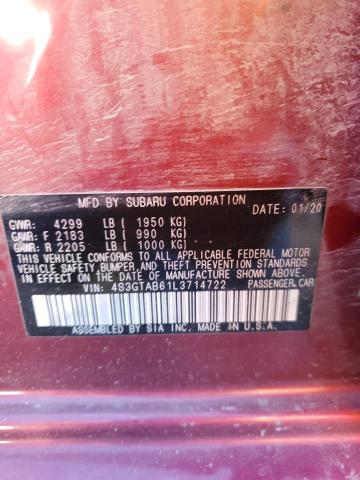 MFD BY SUBARU CORPORATION
DATE: 01/20
GVWR: 4299 LB ( 1950 KG)
GAWR: F 2183 LB ( 990 KG)
GAWR: R 2205 LB ( 1000 KG)
THIS VEHICLE CONFORMS TO ALL APPLICABLE FEDERAL MOTOR
VEHICLE SAFETY, BUMPER, AND THEFT PREVENTION STANDARDS
IN EFFECT ON THE DATE OF MANUFACTURE SHOWN ABOVE.
VIN: 4S3GTAB61L3714722 PASSENGER CAR
ASSEMBLED BY SIA INC. MADE IN U.S.A.